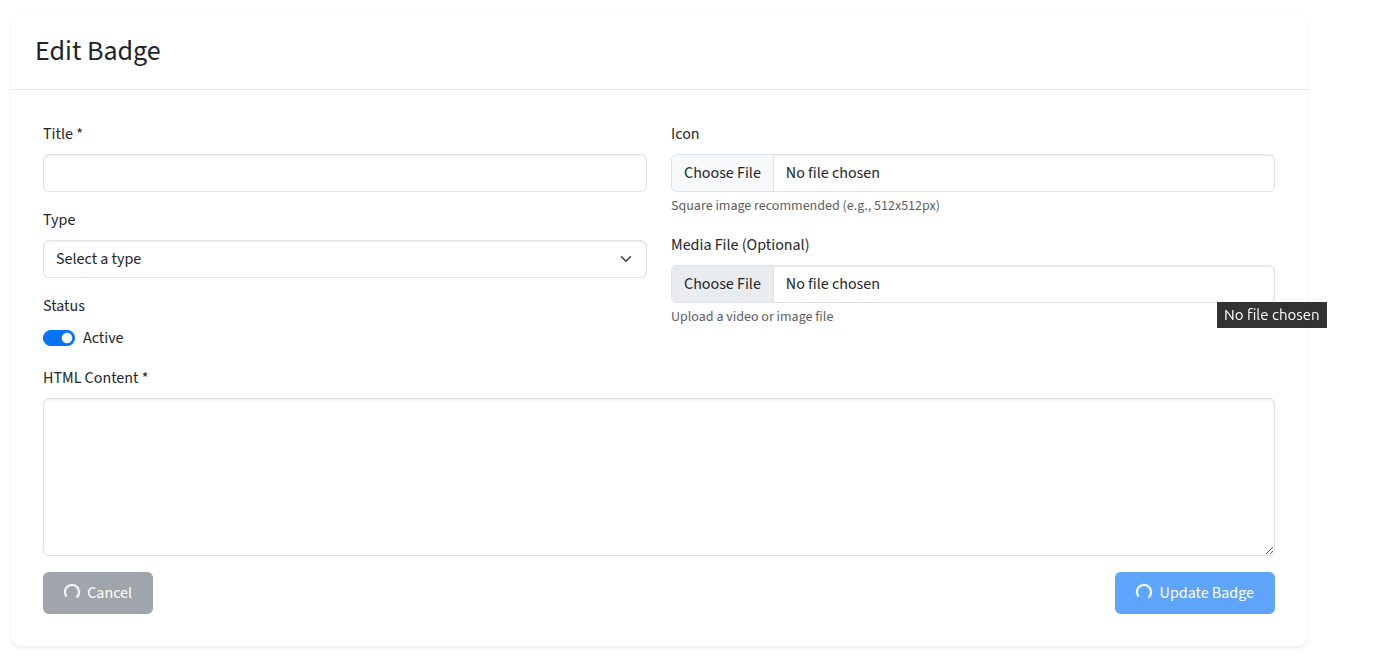 Edit Badge
Title *
Type
Select a type
Status
Active
Icon
Choose File No file chosen
Square image recommended (e.g., 512x512px)
Media File (Optional)
Choose File No file chosen
Upload a video or image file
No file chosen
HTML Content *
Cancel
Update Badge